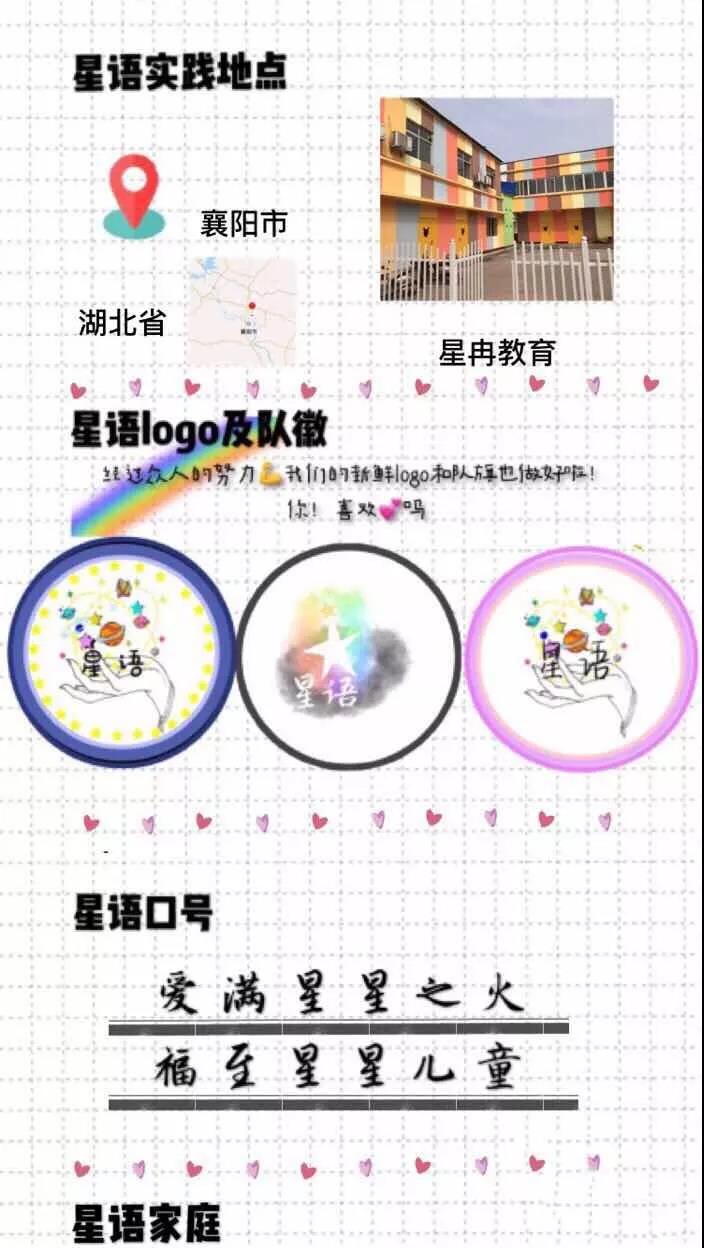 星语实践地点
襄阳市
湖北省
襄阳市
星冉教育
星语logo及队徽
经过众人的努力💪我们的新鲜logo和队旗也做好啦！
你！喜欢💕吗
星语
星语
星语
星语口号
爱满星星之火
福至星星儿童
星语家庭